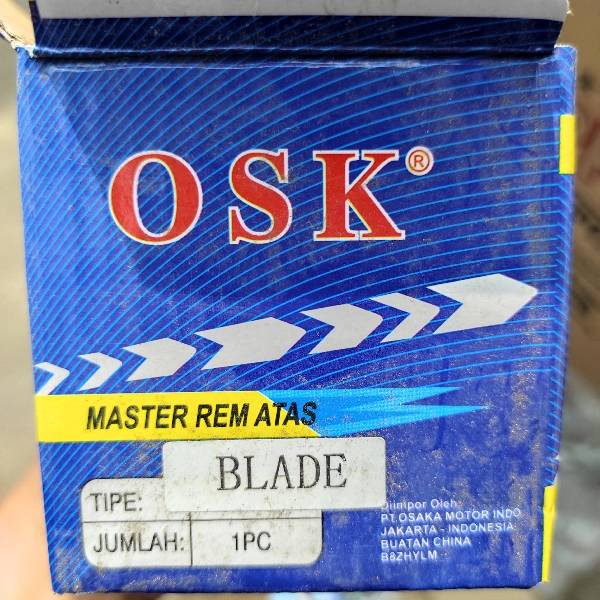 OSK®
MASTER REM ATAS
TIPE: BLADE
JUMLAH: 1PC
Diimpor Oleh:
PT.OSAKA MOTOR INDO
JAKARTA - INDONESIA
BUATAN CHINA
B8ZHYLM